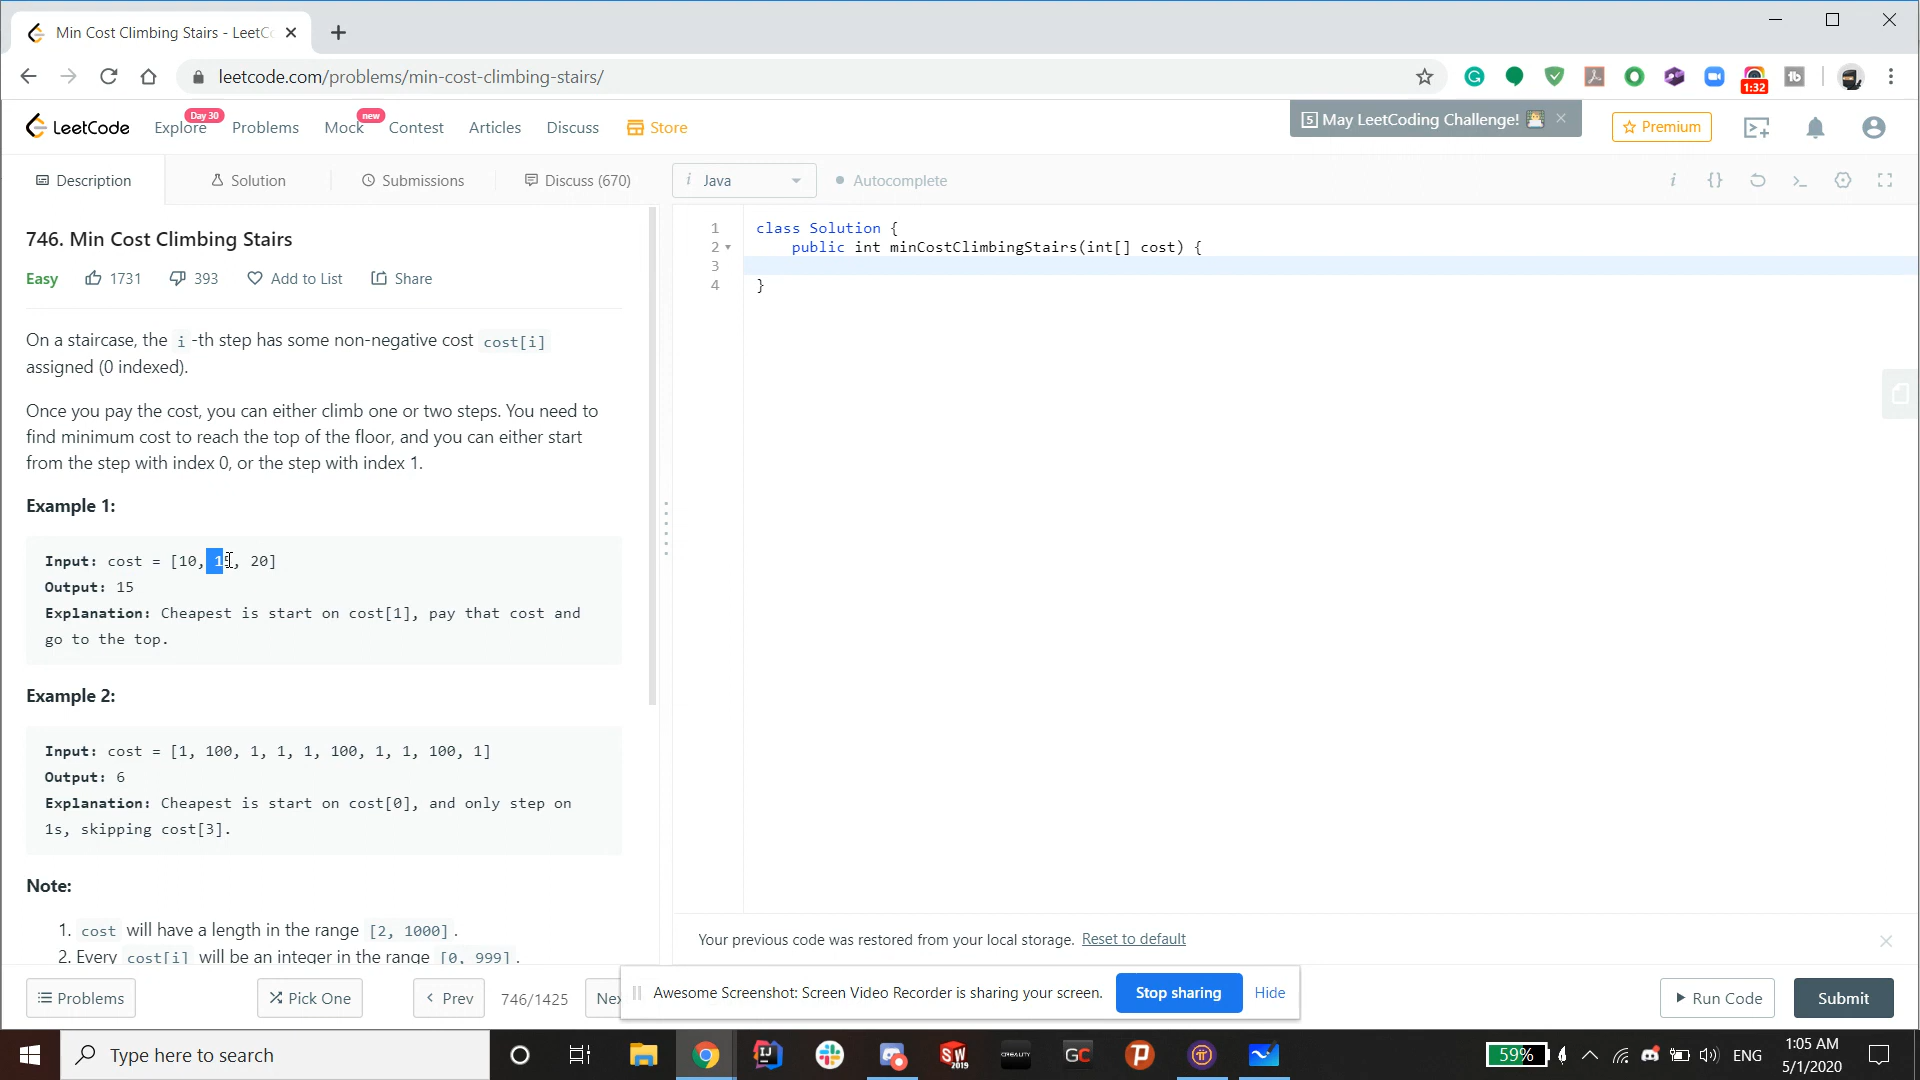 Min Cost Climbing Stairs - LeetCo
leetcode.com/problems/min-cost-climbing-stairs/
1:32
LeetCode
Explore
Day 30
Problems
Mock
new
Contest
Articles
Discuss
Store
5 May LeetCoding Challenge!
Premium
Description
Solution
Submissions
Discuss (670)
i Java
Autocomplete
746. Min Cost Climbing Stairs
Easy 1731 393 Add to List Share
On a staircase, the i -th step has some non-negative cost cost[i]
assigned (0 indexed).
Once you pay the cost, you can either climb one or two steps. You need to
find minimum cost to reach the top of the floor, and you can either start
from the step with index 0, or the step with index 1.
Example 1:
Input: cost = [10, 15, 20]
Output: 15
Explanation: Cheapest is start on cost[1], pay that cost and
go to the top.
Example 2:
Input: cost = [1, 100, 1, 1, 1, 100, 1, 1, 100, 1]
Output: 6
Explanation: Cheapest is start on cost[0], and only step on
1s, skipping cost[3].
Note:
1. cost will have a length in the range [2, 1000].
2. Every cost[i] will be an integer in the range [0, 999].
1 class Solution {
2 public int minCostClimbingStairs(int[] cost) {
3
4 }
Your previous code was restored from your local storage. Reset to default
Problems
Pick One
Prev
746/1425
Nex
Awesome Screenshot: Screen Video Recorder is sharing your screen.
Stop sharing
Hide
Run Code
Submit
Type here to search
IJ
SW
2019
CREALITY
GC
59%
ENG
1:05 AM
5/1/2020